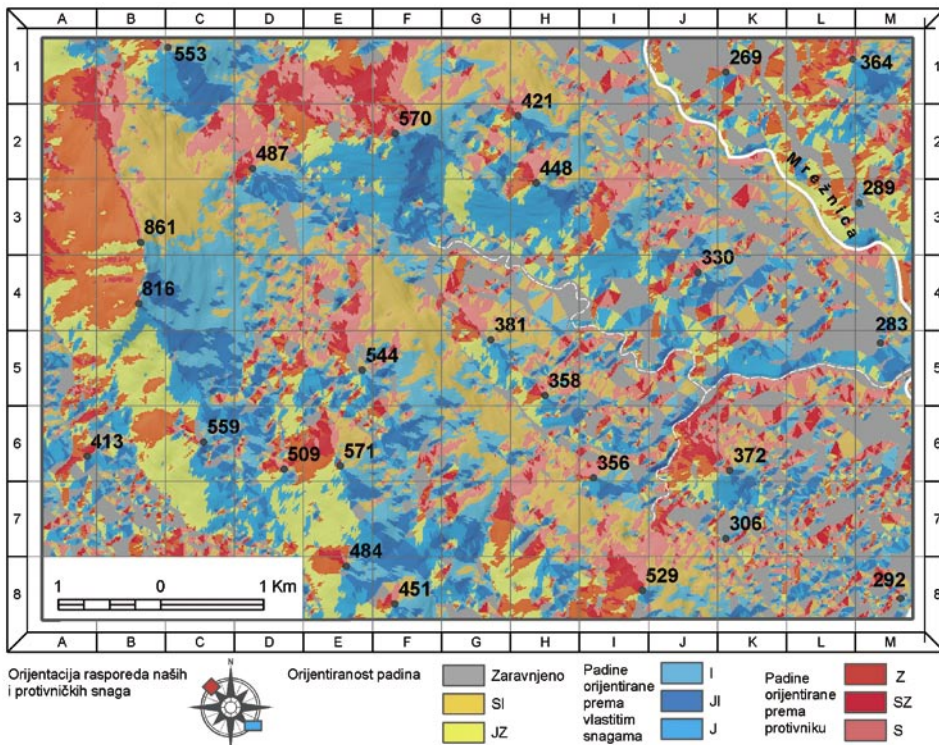 A B C D E F G H I J K L M
1 1
553
269
364
421
570
2 2
487
448
Mrežnica
289
3 3
861
330
4 4
816
381
283
544
5 5
358
413
559
509
571
356
372
6 6
306
7 7
484
451
529
292
1 0 1 Km
8 8
A B C D E F G H I J K L M
Orijentacija rasporeda naših
i protivničkih snaga
N
Orijentiranost padina
Zaravnjeno
SI
JZ
Padine
orijentirane
prema
vlastitim
snagama
I
JI
J
Padine
orijentirane
prema
protivniku
Z
SZ
S